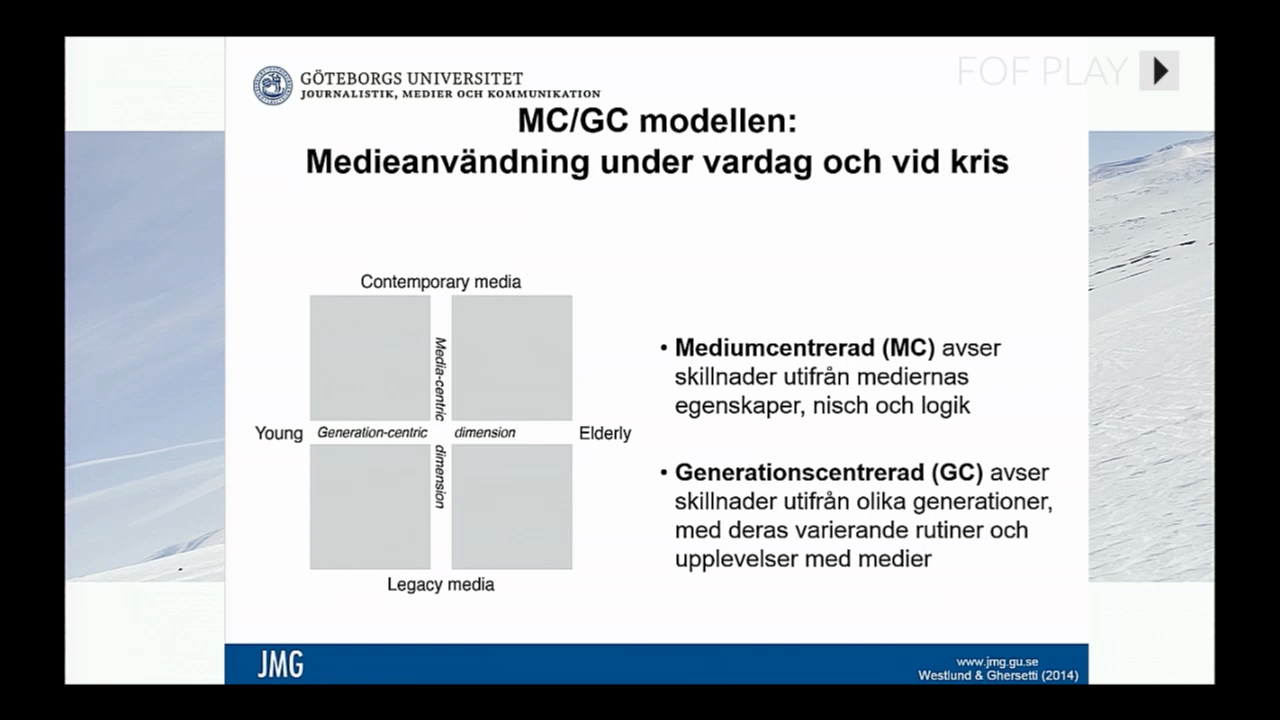 GÖTEBORGS UNIVERSITET
JOURNALISTIK, MEDIER OCH KOMMUNIKATION
FOF PLAY
MC/GC modellen:
Medieanvändning under vardag och vid kris
Contemporary media
Media-centric dimension
Young
Generation-centric dimension
Elderly
Legacy media
• Mediumcentrerad (MC) avser
skillnader utifrån mediernas
egenskaper, nisch och logik
• Generationscentrerad (GC) avser
skillnader utifrån olika generationer,
med deras varierande rutiner och
upplevelser med medier
JMG
www.jmg.gu.se
Westlund & Ghersetti (2014)